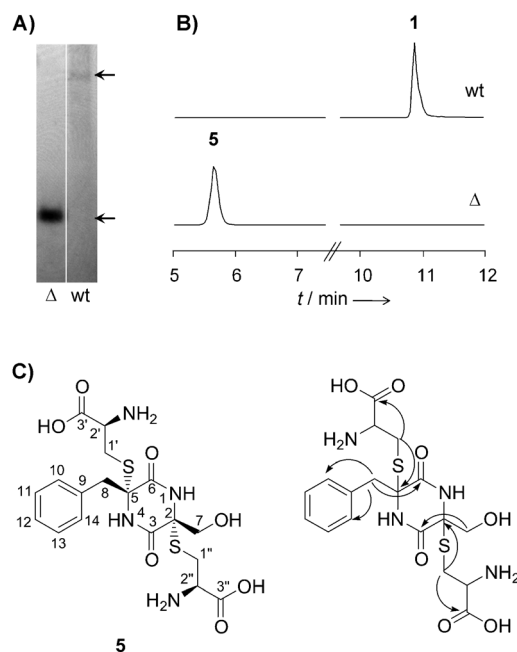 A)
B)
1
wt
5
Δ
Δ wt
5 6 7 10 11 12
t / min
C)
O
HO 3' NH2
2'
1'
S O
10 9 8 5 6 NH
11
12 14 HN 4 3 2 1 7 OH
13 O S 1''
2'' OH
H2N 3''
O
5
O
HO
H2N
S O
NH
HN OH
O S
NH2
O OH